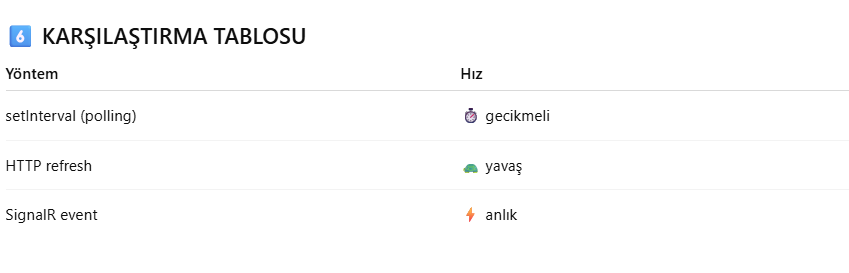 6 KARŞILAŞTIRMA TABLOSU
Yöntem Hız
setInterval (polling) ⏱ gecikmeli
HTTP refresh 🐢 yavaş
SignalR event ⚡ anlık